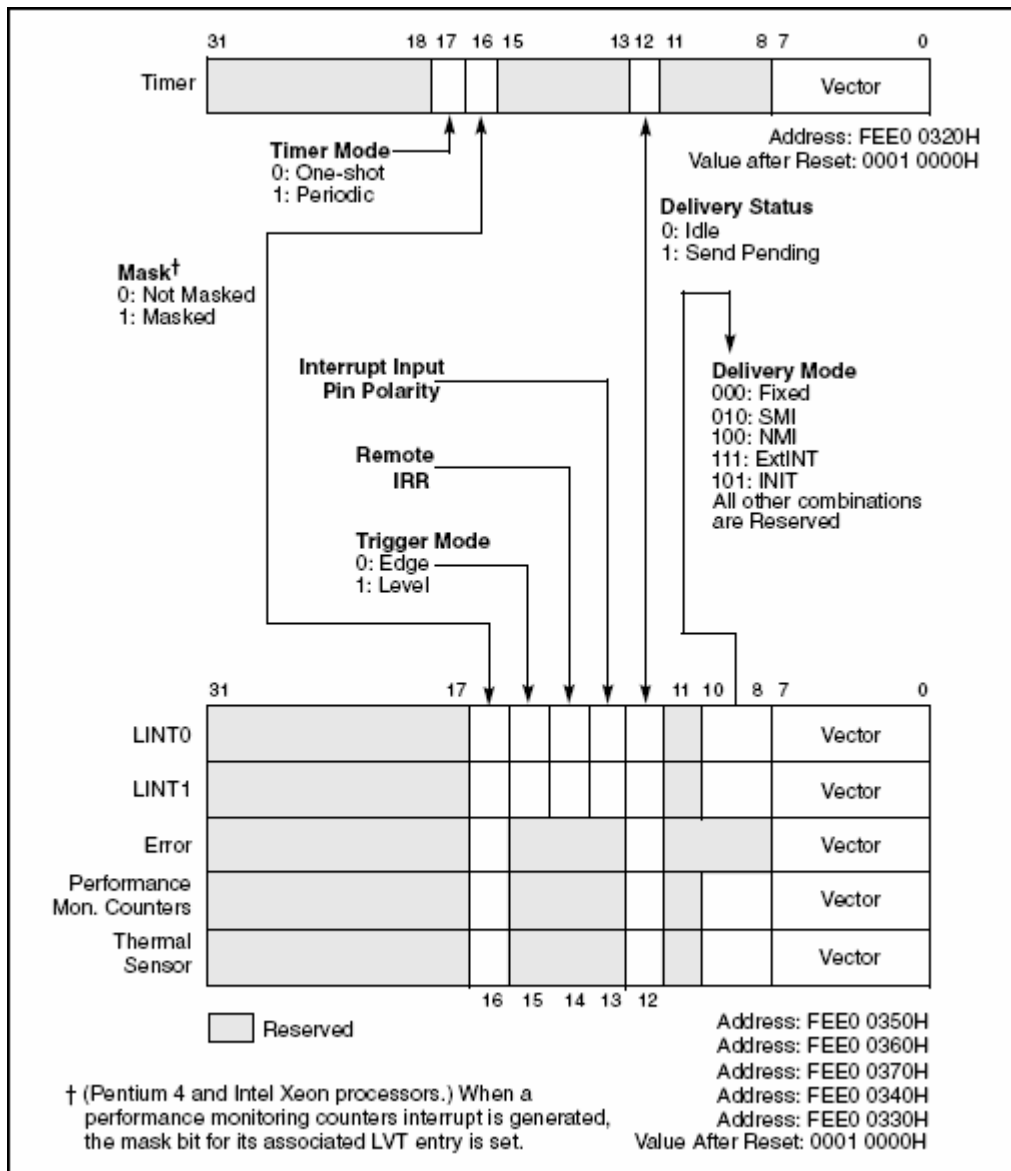 31 18 17 16 15 13 12 11 8 7 0
Timer Vector
Address: FEE0 0320H
Value after Reset: 0001 0000H
Timer Mode
0: One-shot
1: Periodic
Delivery Status
0: Idle
1: Send Pending
Mask†
0: Not Masked
1: Masked
Interrupt Input
Pin Polarity
Delivery Mode
000: Fixed
010: SMI
100: NMI
111: ExtINT
101: INIT
All other combinations
are Reserved
Remote
IRR
Trigger Mode
0: Edge
1: Level
31 17 11 10 8 7 0
LINT0 Vector
LINT1 Vector
Error Vector
Performance
Mon. Counters Vector
Thermal
Sensor Vector
16 15 14 13 12
Reserved
Address: FEE0 0350H
Address: FEE0 0360H
Address: FEE0 0370H
Address: FEE0 0340H
Address: FEE0 0330H
Value After Reset: 0001 0000H
† (Pentium 4 and Intel Xeon processors.) When a
performance monitoring counters interrupt is generated,
the mask bit for its associated LVT entry is set.